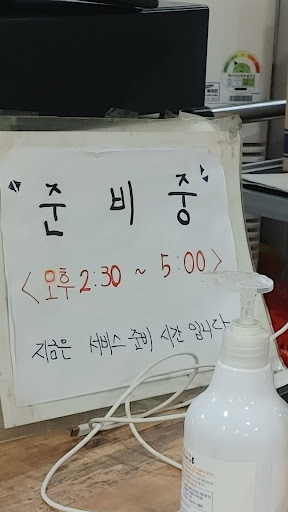 준 비 중
<오후 2:30 ~ 5:00>
지금은 서비스 준비 시간 입니다